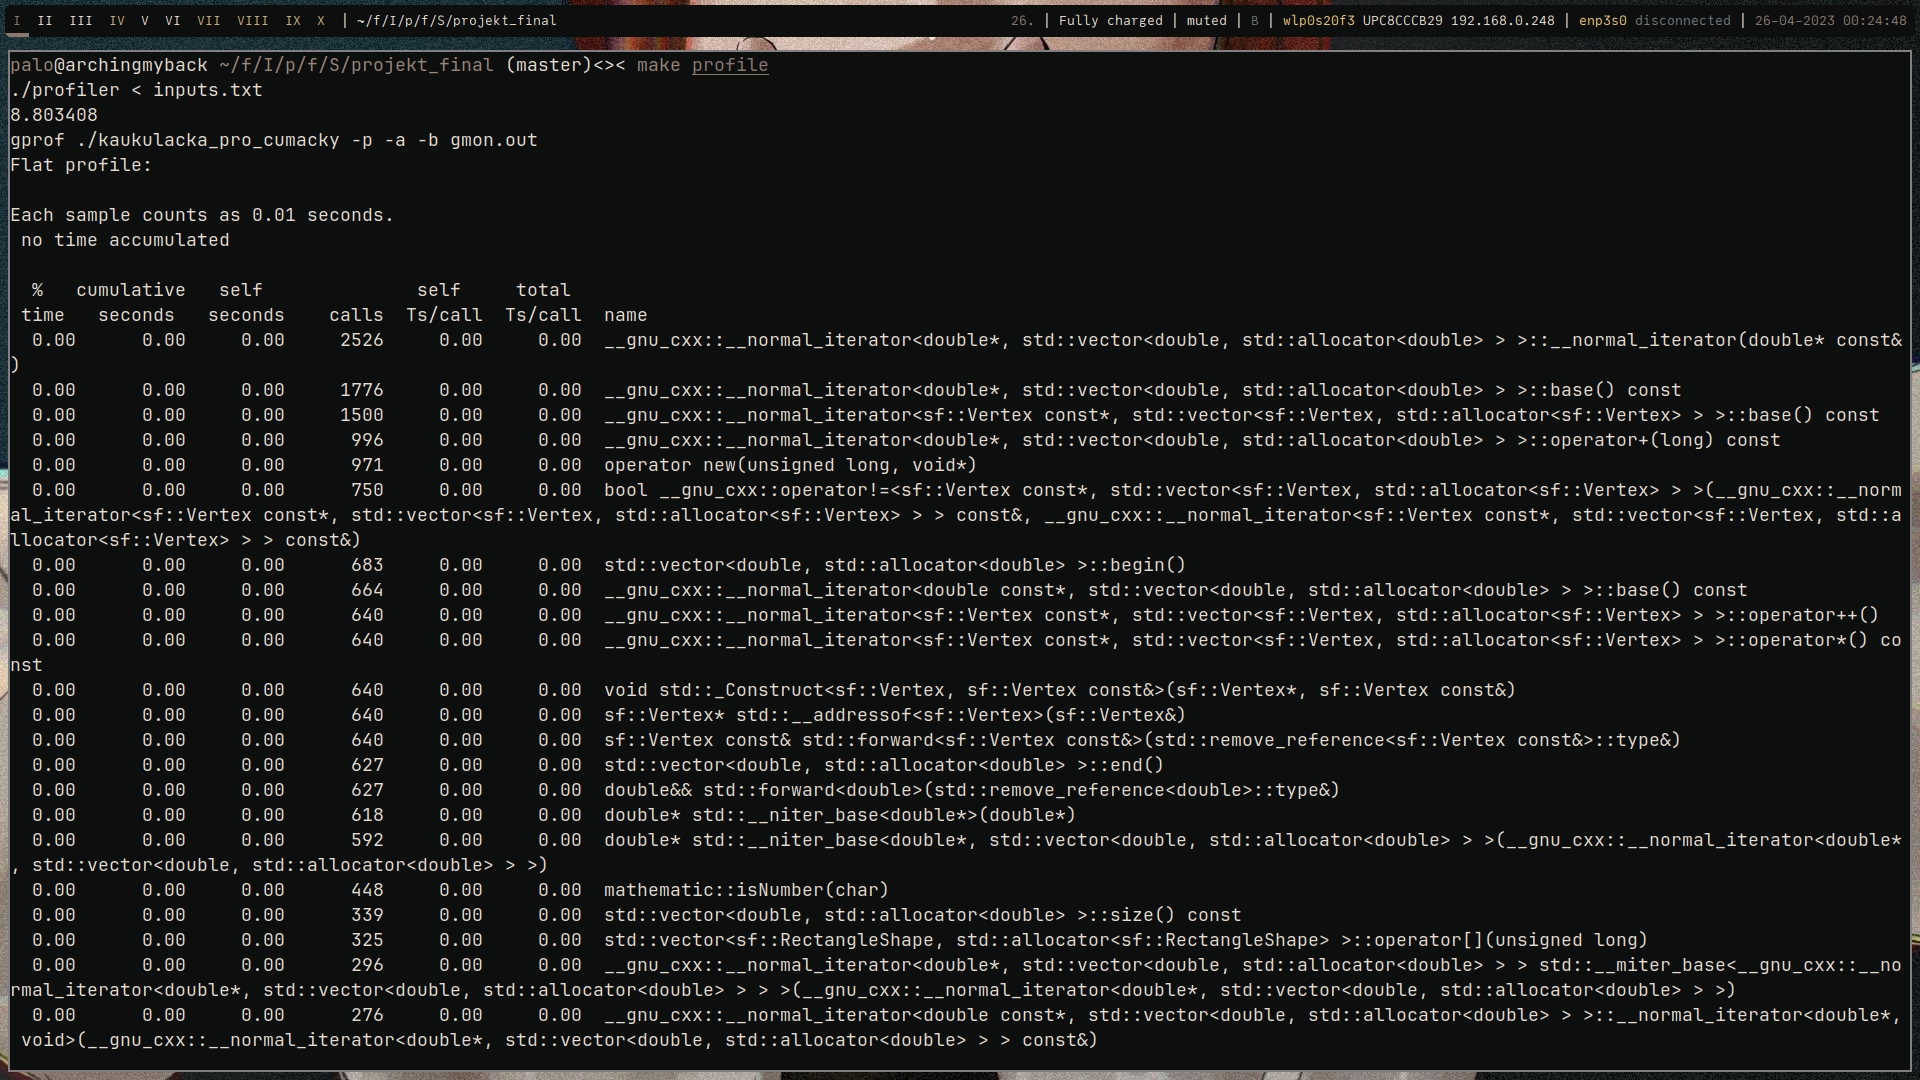 I II III IV V VI VII VIII IX X | ~/f/I/p/f/S/projekt_final 26. | Fully charged | muted | B | wlp0s20f3 UPC8CCCB29 192.168.0.248 | enp3s0 disconnected | 26-04-2023 00:24:48
palo@archingmyback ~/f/I/p/f/S/projekt_final (master)<>< make profile
./profiler < inputs.txt
8.803408
gprof ./kaukulacka_pro_cumacky -p -a -b gmon.out
Flat profile:
Each sample counts as 0.01 seconds.
no time accumulated
% cumulative self self total
time seconds seconds calls Ts/call Ts/call name
0.00 0.00 0.00 2526 0.00 0.00 __gnu_cxx::__normal_iterator<double*, std::vector<double, std::allocator<double> > >::__normal_iterator(double* const&
)
0.00 0.00 0.00 1776 0.00 0.00 __gnu_cxx::__normal_iterator<double*, std::vector<double, std::allocator<double> > >::base() const
0.00 0.00 0.00 1500 0.00 0.00 __gnu_cxx::__normal_iterator<sf::Vertex const*, std::vector<sf::Vertex, std::allocator<sf::Vertex> > >::base() const
0.00 0.00 0.00 996 0.00 0.00 __gnu_cxx::__normal_iterator<double*, std::vector<double, std::allocator<double> > >::operator+(long) const
0.00 0.00 0.00 971 0.00 0.00 operator new(unsigned long, void*)
0.00 0.00 0.00 750 0.00 0.00 bool __gnu_cxx::operator!=<sf::Vertex const*, std::vector<sf::Vertex, std::allocator<sf::Vertex> > >(__gnu_cxx::__norm
al_iterator<sf::Vertex const*, std::vector<sf::Vertex, std::allocator<sf::Vertex> > > const&, __gnu_cxx::__normal_iterator<sf::Vertex const*, std::vector<sf::Vertex, std::a
llocator<sf::Vertex> > > const&)
0.00 0.00 0.00 683 0.00 0.00 std::vector<double, std::allocator<double> >::begin()
0.00 0.00 0.00 664 0.00 0.00 __gnu_cxx::__normal_iterator<double const*, std::vector<double, std::allocator<double> > >::base() const
0.00 0.00 0.00 640 0.00 0.00 __gnu_cxx::__normal_iterator<sf::Vertex const*, std::vector<sf::Vertex, std::allocator<sf::Vertex> > >::operator++()
0.00 0.00 0.00 640 0.00 0.00 __gnu_cxx::__normal_iterator<sf::Vertex const*, std::vector<sf::Vertex, std::allocator<sf::Vertex> > >::operator*() co
nst
0.00 0.00 0.00 640 0.00 0.00 void std::_Construct<sf::Vertex, sf::Vertex const&>(sf::Vertex*, sf::Vertex const&)
0.00 0.00 0.00 640 0.00 0.00 sf::Vertex* std::__addressof<sf::Vertex>(sf::Vertex&)
0.00 0.00 0.00 640 0.00 0.00 sf::Vertex const& std::forward<sf::Vertex const&>(std::remove_reference<sf::Vertex const&>::type&)
0.00 0.00 0.00 627 0.00 0.00 std::vector<double, std::allocator<double> >::end()
0.00 0.00 0.00 627 0.00 0.00 double&& std::forward<double>(std::remove_reference<double>::type&)
0.00 0.00 0.00 618 0.00 0.00 double* std::__niter_base<double*>(double*)
0.00 0.00 0.00 592 0.00 0.00 double* std::__niter_base<double*, std::vector<double, std::allocator<double> > >(__gnu_cxx::__normal_iterator<double*
, std::vector<double, std::allocator<double> > >)
0.00 0.00 0.00 448 0.00 0.00 mathematic::isNumber(char)
0.00 0.00 0.00 339 0.00 0.00 std::vector<double, std::allocator<double> >::size() const
0.00 0.00 0.00 325 0.00 0.00 std::vector<sf::RectangleShape, std::allocator<sf::RectangleShape> >::operator[](unsigned long)
0.00 0.00 0.00 296 0.00 0.00 __gnu_cxx::__normal_iterator<double*, std::vector<double, std::allocator<double> > > std::__miter_base<__gnu_cxx::__no
rmal_iterator<double*, std::vector<double, std::allocator<double> > > >(__gnu_cxx::__normal_iterator<double*, std::vector<double, std::allocator<double> > >)
0.00 0.00 0.00 276 0.00 0.00 __gnu_cxx::__normal_iterator<double const*, std::vector<double, std::allocator<double> > >::__normal_iterator<double*,
void>(__gnu_cxx::__normal_iterator<double*, std::vector<double, std::allocator<double> > > const&)